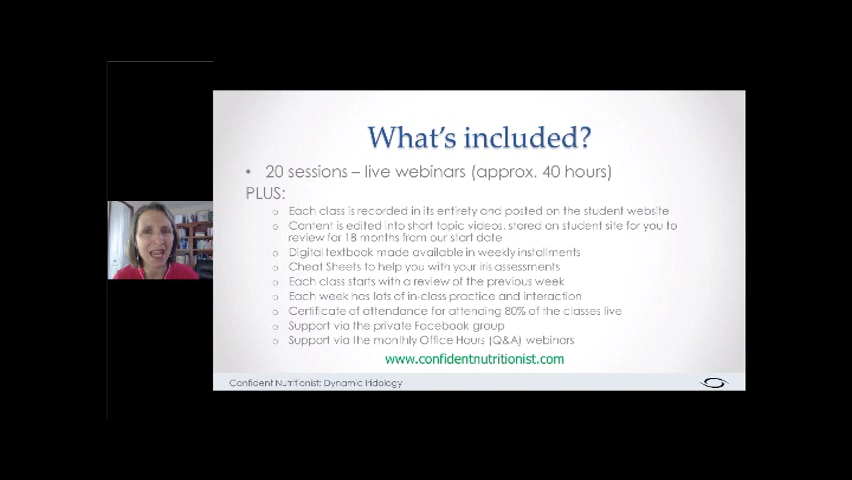 What's included?
• 20 sessions – live webinars (approx. 40 hours)
PLUS:
o Each class is recorded in its entirety and posted on the student website
o Content is edited into short topic videos, stored on student site for you to
review for 18 months from our start date
o Digital textbook made available in weekly installments
o Cheat Sheets to help you with your iris assessments
o Each class starts with a review of the previous week
o Each week has lots of in-class practice and interaction
o Certificate of attendance for attending 80% of the classes live
o Support via the private Facebook group
o Support via the monthly Office Hours (Q&A) webinars
www.confidentnutritionist.com
Confident Nutritionist: Dynamic Iridology